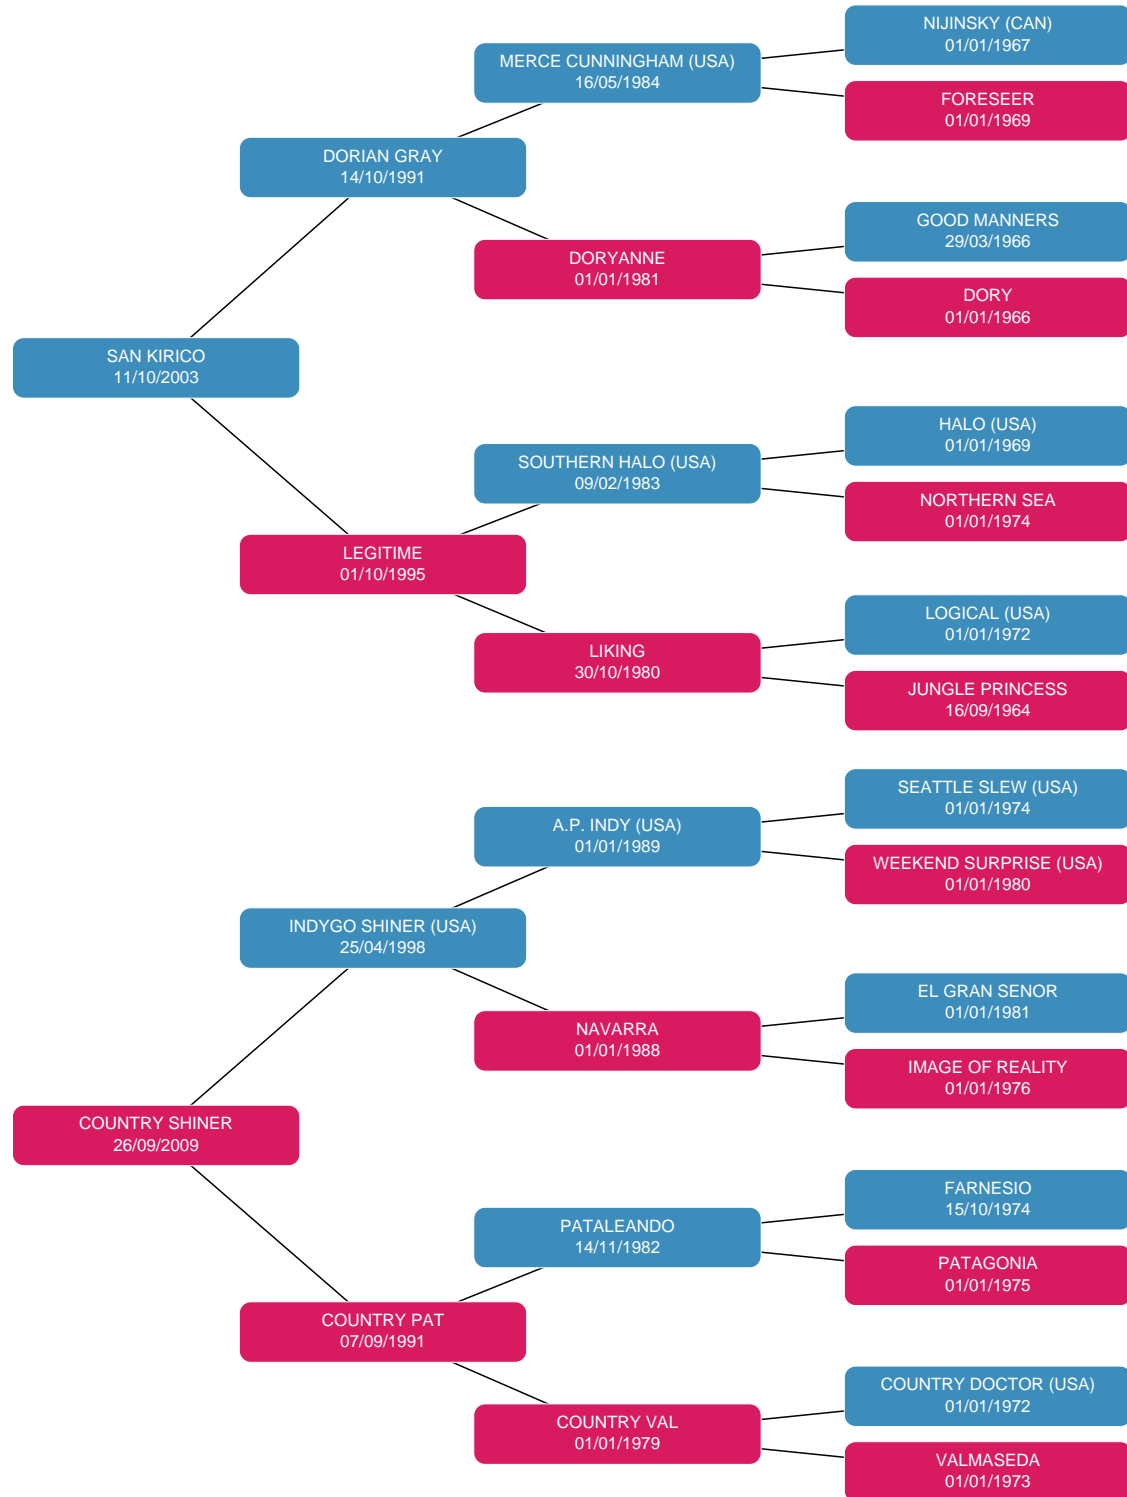 NIJINSKY (CAN)
01/01/1967
MERCE CUNNINGHAM (USA)
16/05/1984
FORESEER
01/01/1969
DORIAN GRAY
14/10/1991
GOOD MANNERS
29/03/1966
DORYANNE
01/01/1981
DORY
01/01/1966
SAN KIRICO
11/10/2003
HALO (USA)
01/01/1969
SOUTHERN HALO (USA)
09/02/1983
NORTHERN SEA
01/01/1974
LEGITIME
01/10/1995
LOGICAL (USA)
01/01/1972
LIKING
30/10/1980
JUNGLE PRINCESS
16/09/1964
SEATTLE SLEW (USA)
01/01/1974
A.P. INDY (USA)
01/01/1989
WEEKEND SURPRISE (USA)
01/01/1980
INDYGO SHINER (USA)
25/04/1998
EL GRAN SENOR
01/01/1981
NAVARRA
01/01/1988
IMAGE OF REALITY
01/01/1976
COUNTRY SHINER
26/09/2009
FARNESIO
15/10/1974
PATALEANDO
14/11/1982
PATAGONIA
01/01/1975
COUNTRY PAT
07/09/1991
COUNTRY DOCTOR (USA)
01/01/1972
COUNTRY VAL
01/01/1979
VALMASEDA
01/01/1973